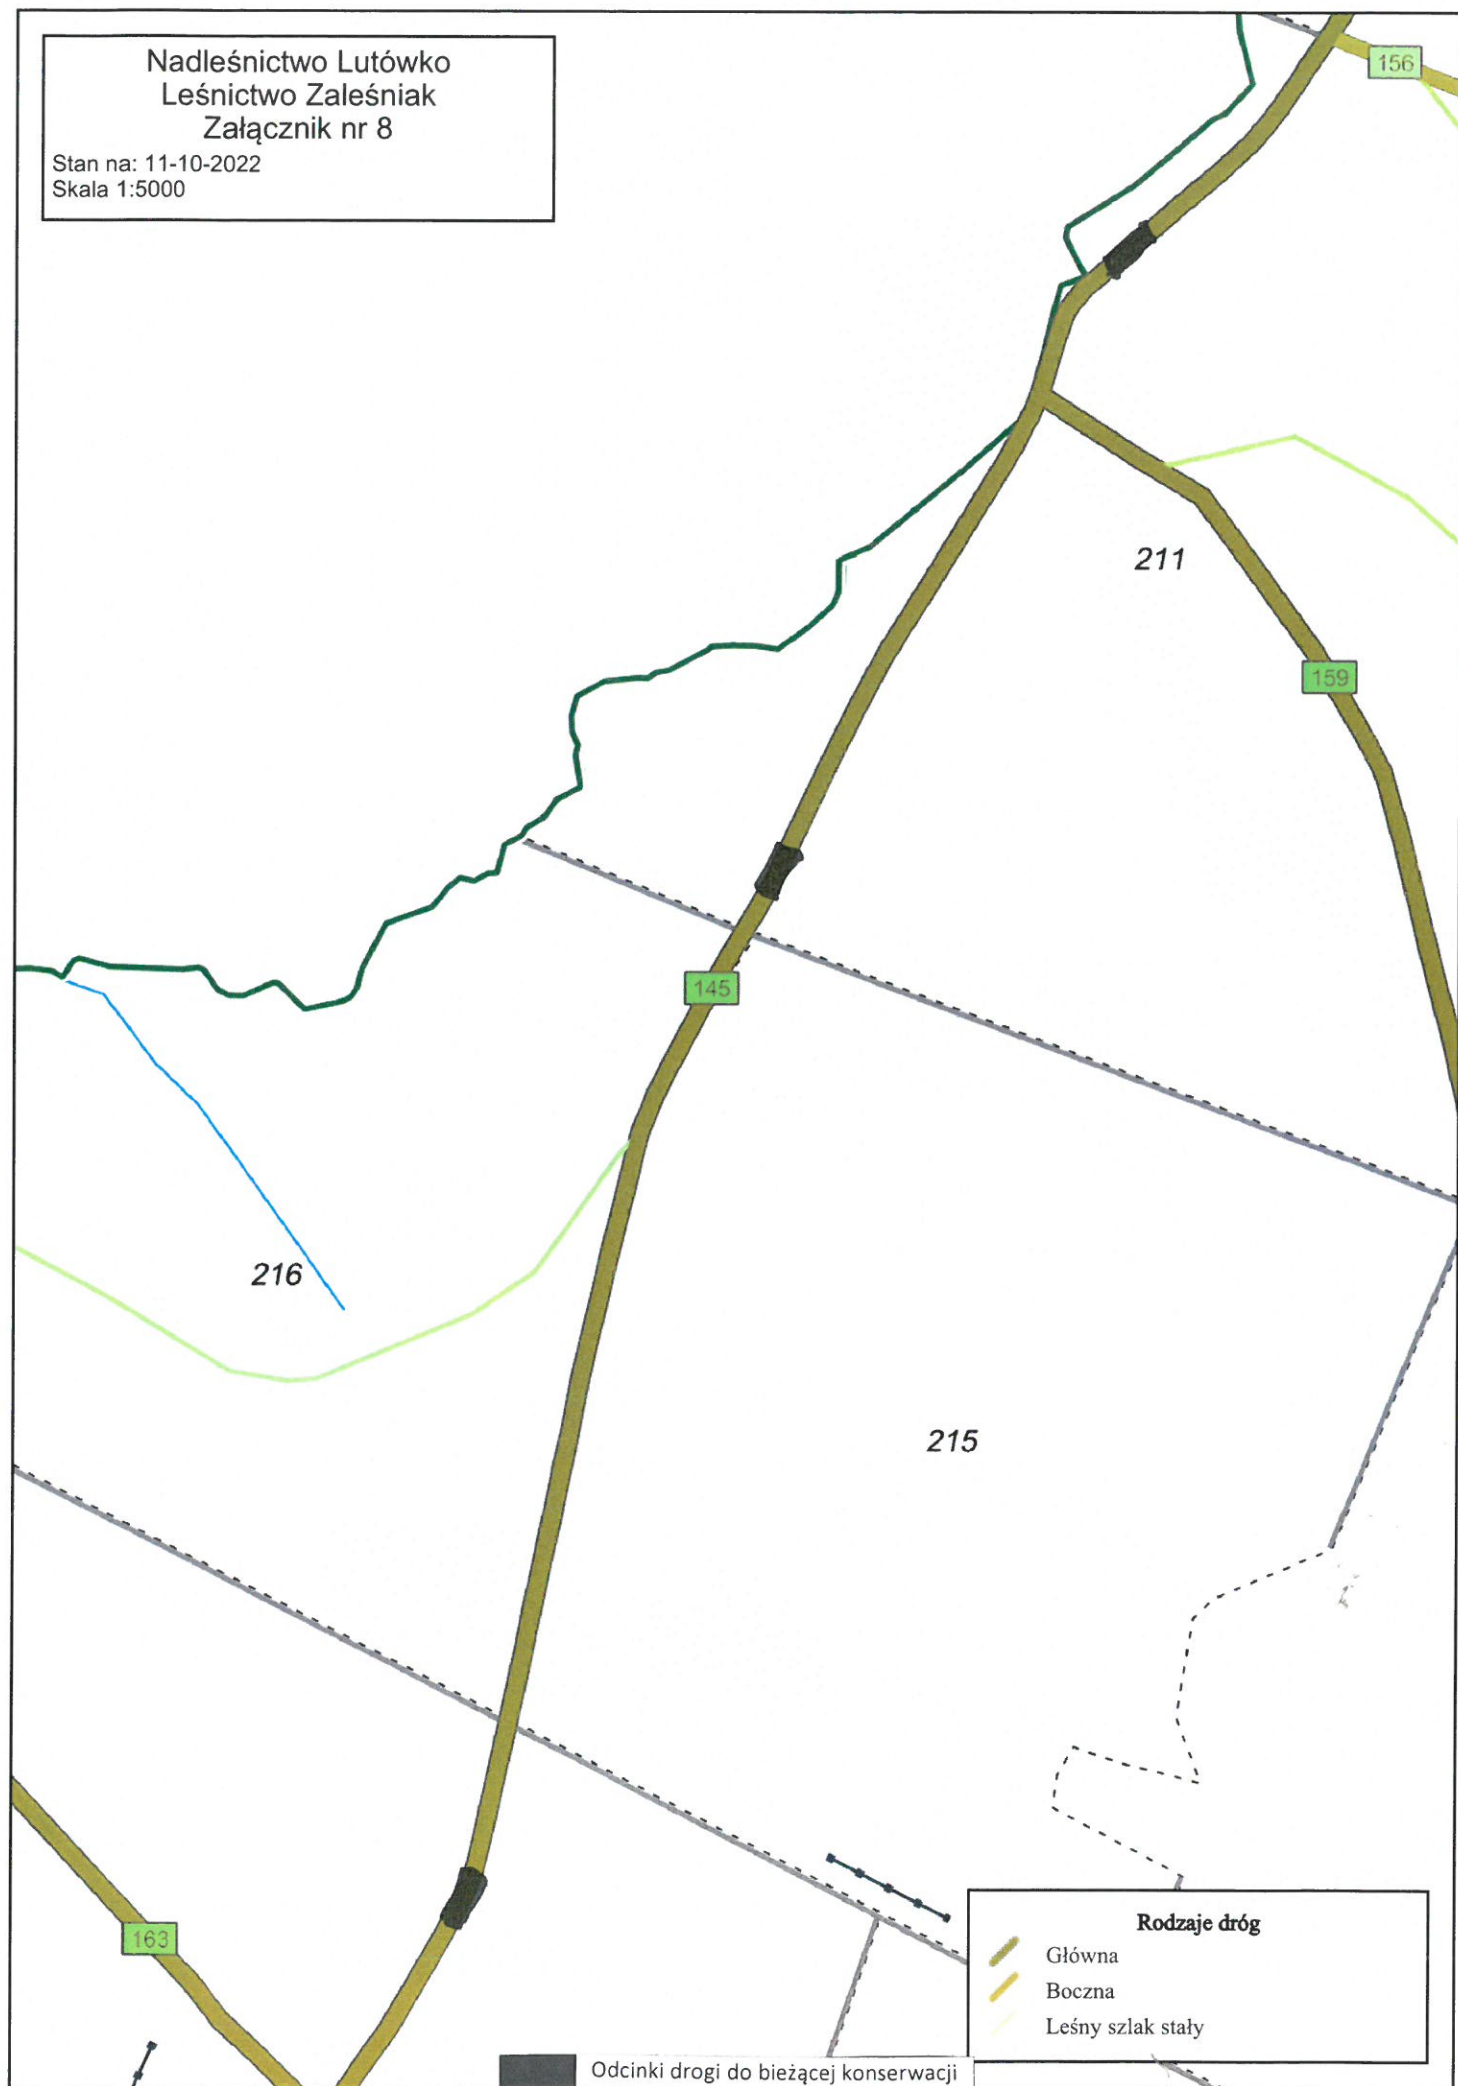 Nadleśnictwo Lutówko
Leśnictwo Zaleśniak
Załącznik nr 8
Stan na: 11-10-2022
Skala 1:5000
156
211
159
145
216
215
163
Rodzaje dróg
Główna
Boczna
Leśny szlak stały
Odcinki drogi do bieżącej konserwacji